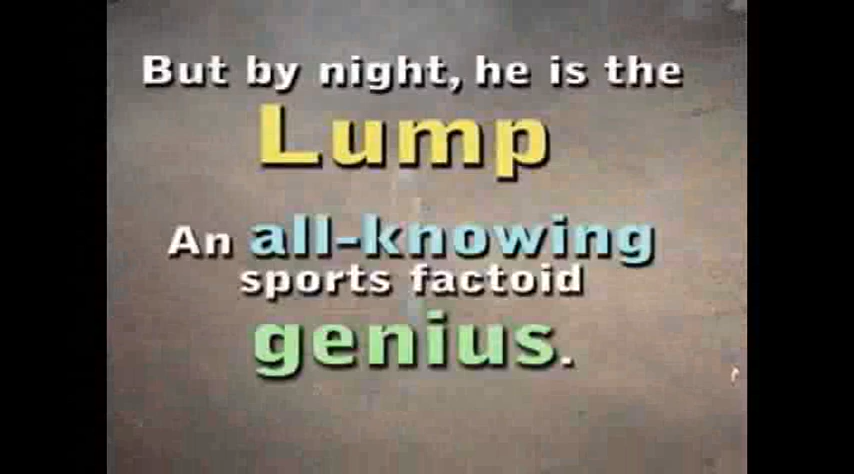 But by night, he is the
Lump
An all-knowing
sports factoid
genius.